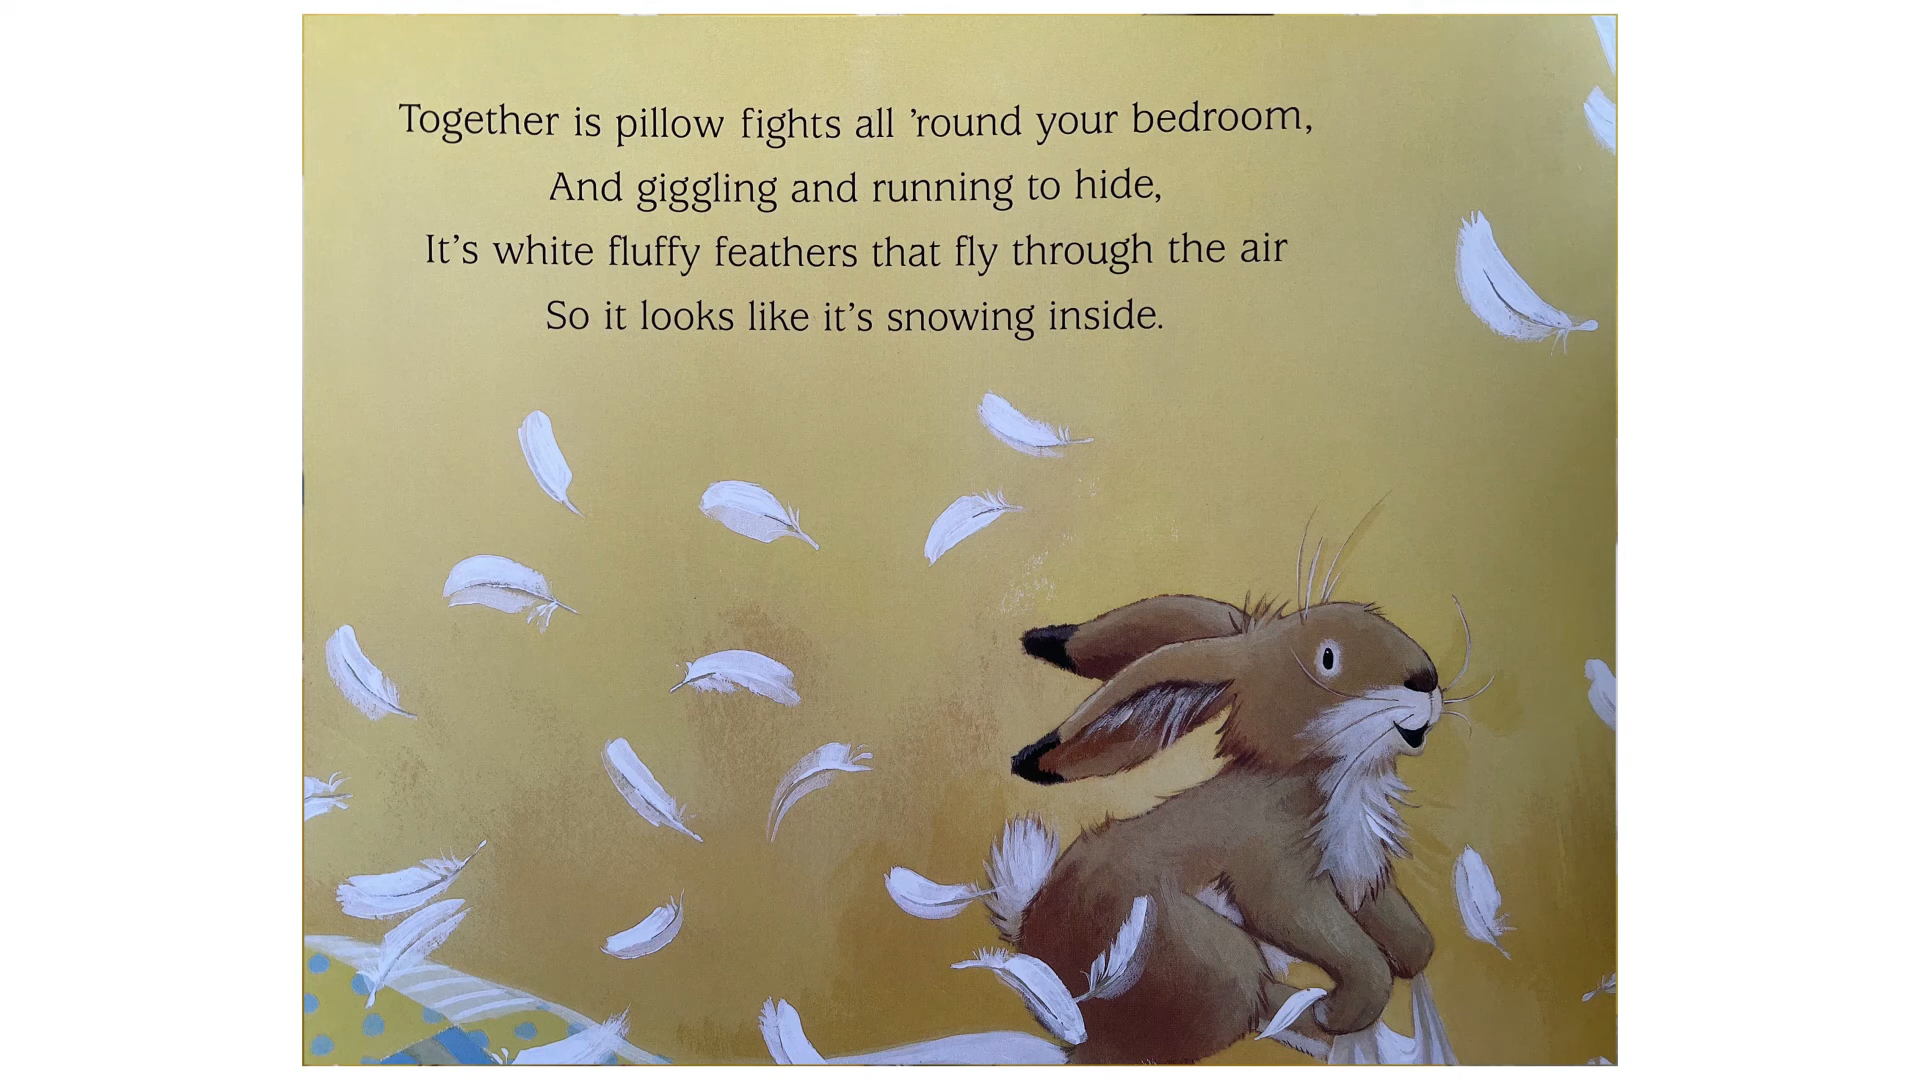 Together is pillow fights all ’round your bedroom,
And giggling and running to hide,
It’s white fluffy feathers that fly through the air
So it looks like it’s snowing inside.